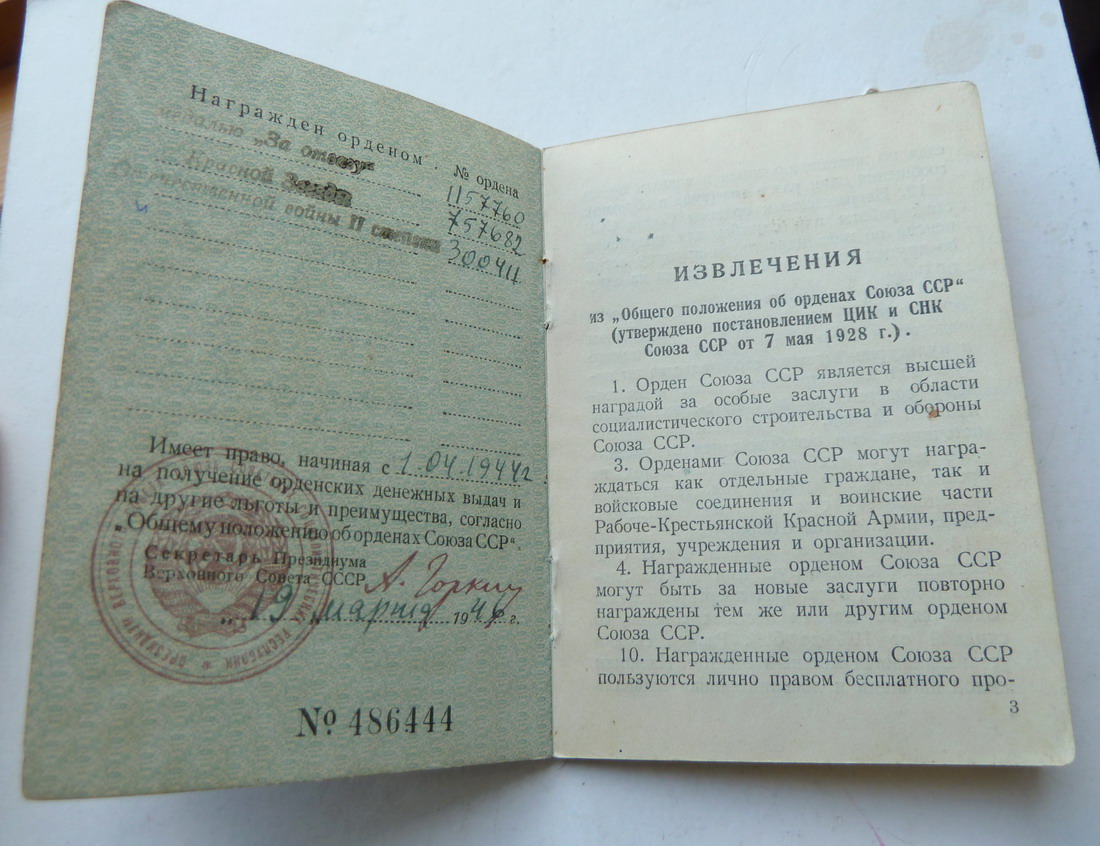 Награжден орденом. № ордена
медалью „За отвагу“ 1157760
Красной Звезды 757682
Отечественной войны II степени 300411
Имеет право, начиная с 1.04.1944г
на получение орденских денежных выдач и
на другие льготы и преимущества, согласно
„Общему положению об орденах Союза ССР“.
Секретарь Президиума
Верховного Совета СССР А. Горкин
„19„ марта 1946 г.
№ 486444
ИЗВЛЕЧЕНИЯ
из „Общего положения об орденах Союза ССР“
(утверждено постановлением ЦИК и СНК
Союза ССР от 7 мая 1928 г.).
1. Орден Союза ССР является высшей
наградой за особые заслуги в области
социалистического строительства и обороны
Союза ССР.
3. Орденами Союза ССР могут награ-
ждаться как отдельные граждане, так и
войсковые соединения и воинские части
Рабоче-Крестьянской Красной Армии, пред-
приятия, учреждения и организации.
4. Награжденные орденом Союза ССР
могут быть за новые заслуги повторно
награждены тем же или другим орденом
Союза ССР.
10. Награжденные орденом Союза ССР
пользуются лично правом бесплатного про-
3